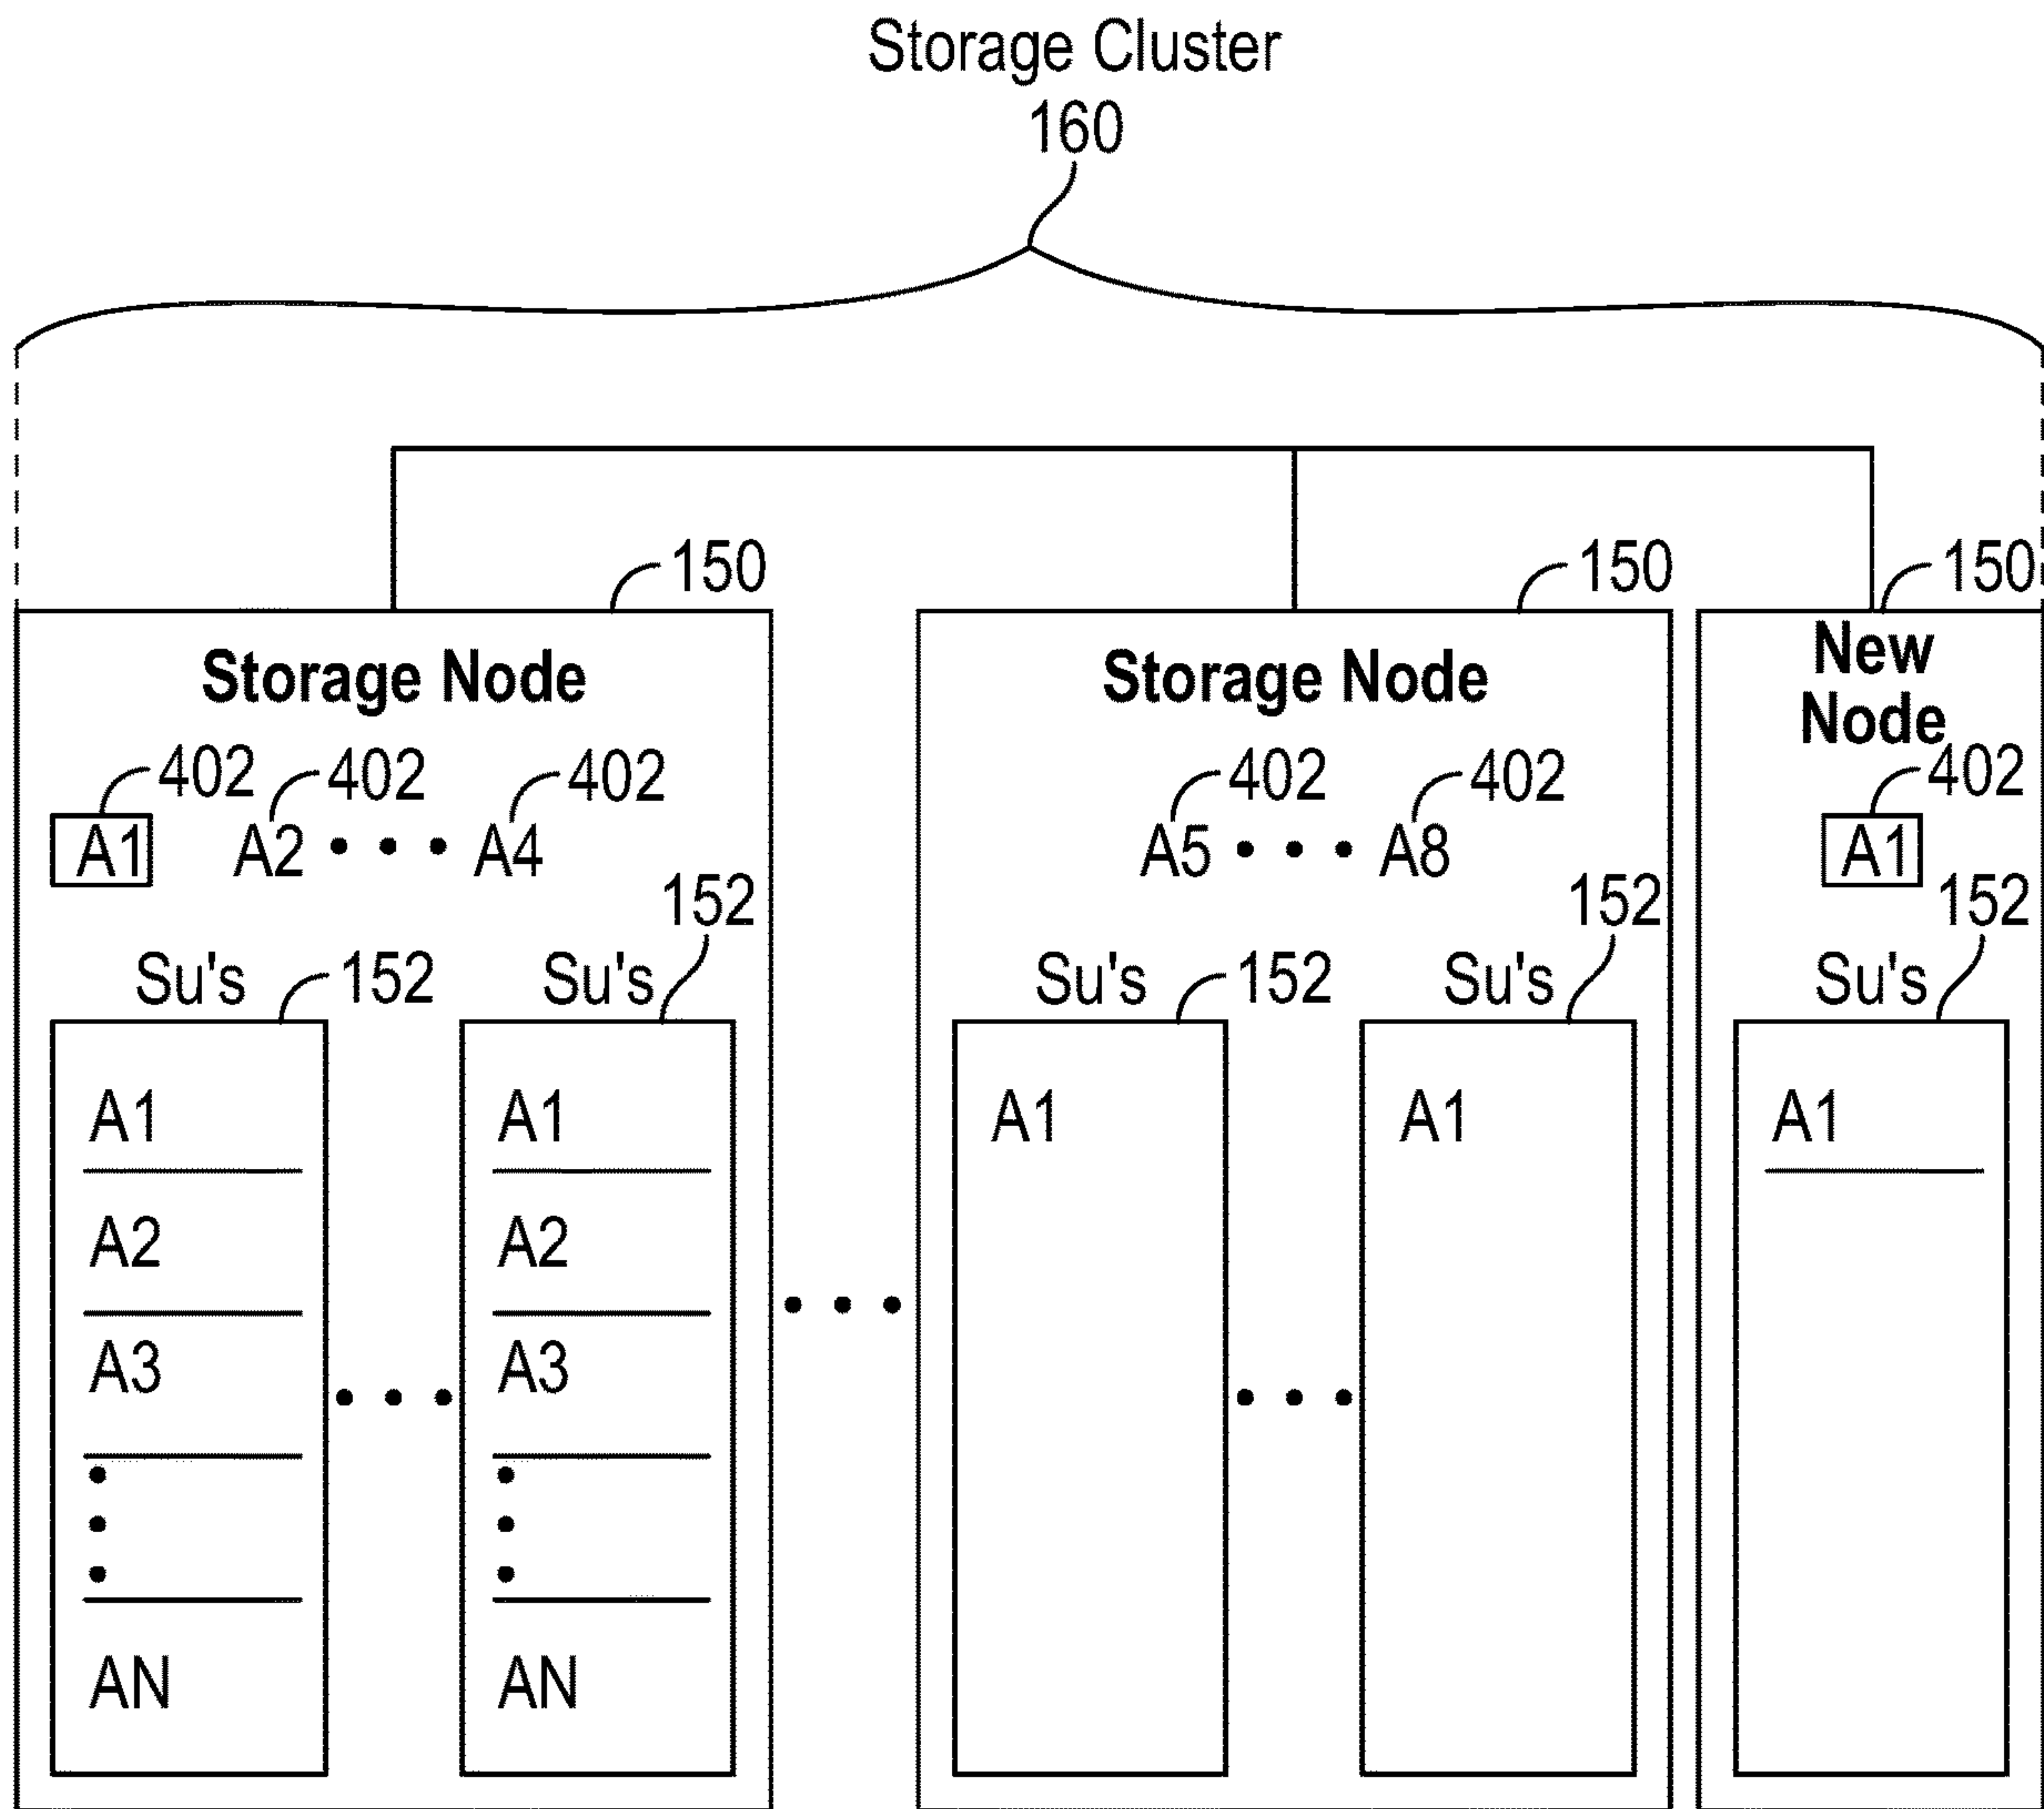 Storage Cluster
160
150 150 150
Storage Node
402 402 402
A1 A2 • • • A4
152
Su's 152 Su's
A1 A1
A2 A2
A3 A3
AN AN
Storage Node
402 402
A5 • • • A8
152
Su's 152 Su's
A1 A1
New
Node
402
A1
152
Su's
A1